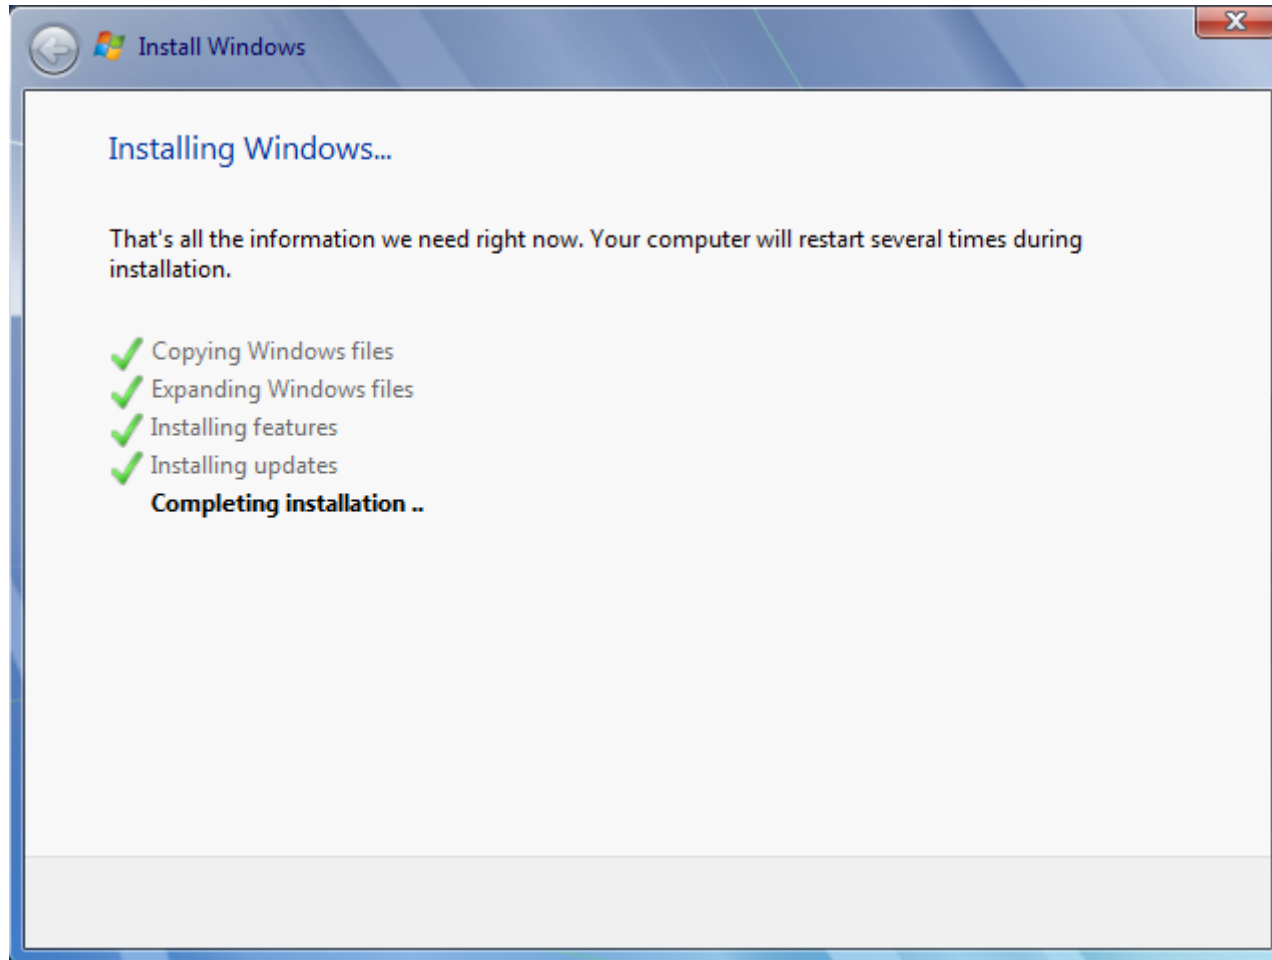 Install Windows
Installing Windows...
That's all the information we need right now. Your computer will restart several times during
installation.
Copying Windows files
Expanding Windows files
Installing features
Installing updates
Completing installation ..